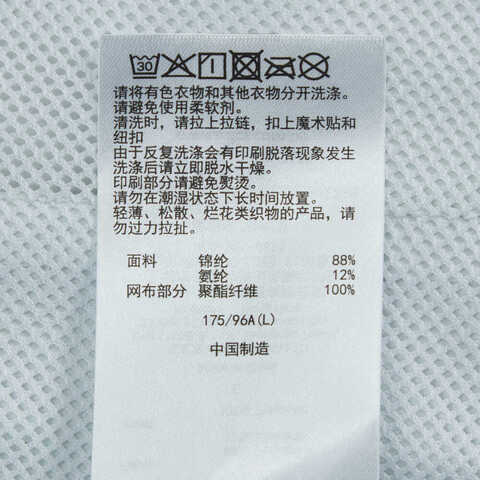 30
请将有色衣物和其他衣物分开洗涤。
请避免使用柔软剂。
清洗时，请拉上拉链，扣上魔术贴和
纽扣
由于反复洗涤会有印刷脱落现象发生
洗涤后请立即脱水干燥。
印刷部分请避免熨烫。
请勿在潮湿状态下长时间放置。
轻薄、松散、烂花类织物的产品，请
勿过力拉扯。
面料 锦纶 88%
氨纶 12%
网布部分 聚酯纤维 100%
175/96A(L)
中国制造